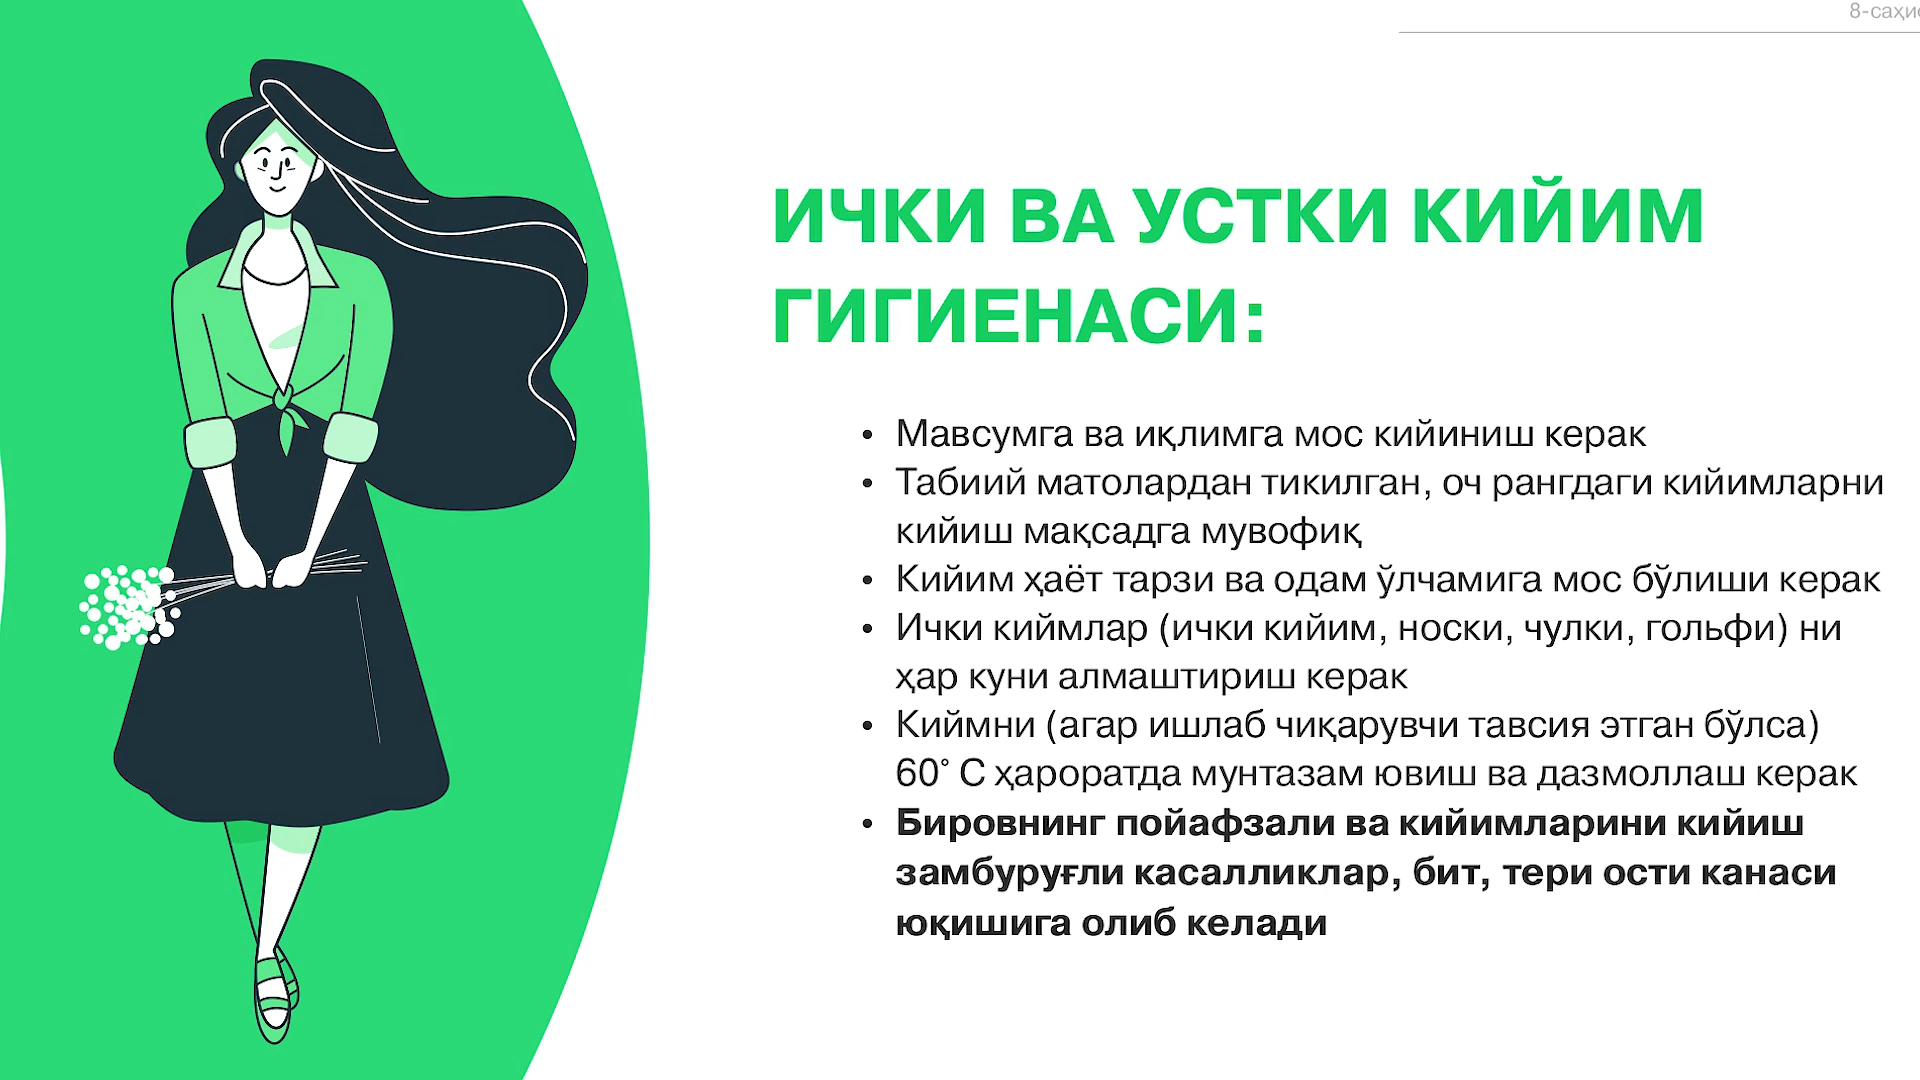 ИЧКИ ВА УСТКИ КИЙИМ
ГИГИЕНАСИ:
• Мавсумга ва иқлимга мос кийиниш керак
• Табиий матолардан тикилган, оч рангдаги кийимларни
кийиш мақсадга мувофиқ
• Кийим ҳаёт тарзи ва одам ўлчамига мос бўлиши керак
• Ички киймлар (ички кийим, носки, чулки, гольфи) ни
ҳар куни алмаштириш керак
• Киймни (агар ишлаб чиқарувчи тавсия этган бўлса)
60° С ҳароратда мунтазам ювиш ва дазмоллаш керак
• Бировнинг пойафзали ва кийимларини кийиш
замбуруғли касалликлар, бит, тери ости канаси
юқишига олиб келади